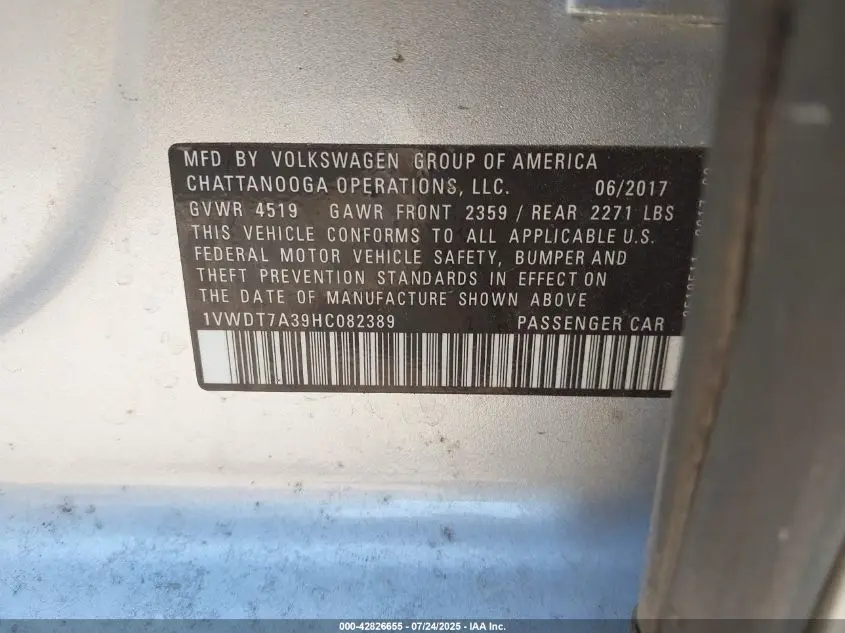 MFD BY VOLKSWAGEN GROUP OF AMERICA
CHATTANOOGA OPERATIONS, LLC. 06/2017
GVWR 4519 GAWR FRONT 2359 / REAR 2271 LBS
THIS VEHICLE CONFORMS TO ALL APPLICABLE U.S.
FEDERAL MOTOR VEHICLE SAFETY, BUMPER AND
THEFT PREVENTION STANDARDS IN EFFECT ON
THE DATE OF MANUFACTURE SHOWN ABOVE
1VWDT7A39HC082389 PASSENGER CAR
000-42826655 - 07/24/2025 - IAA Inc.